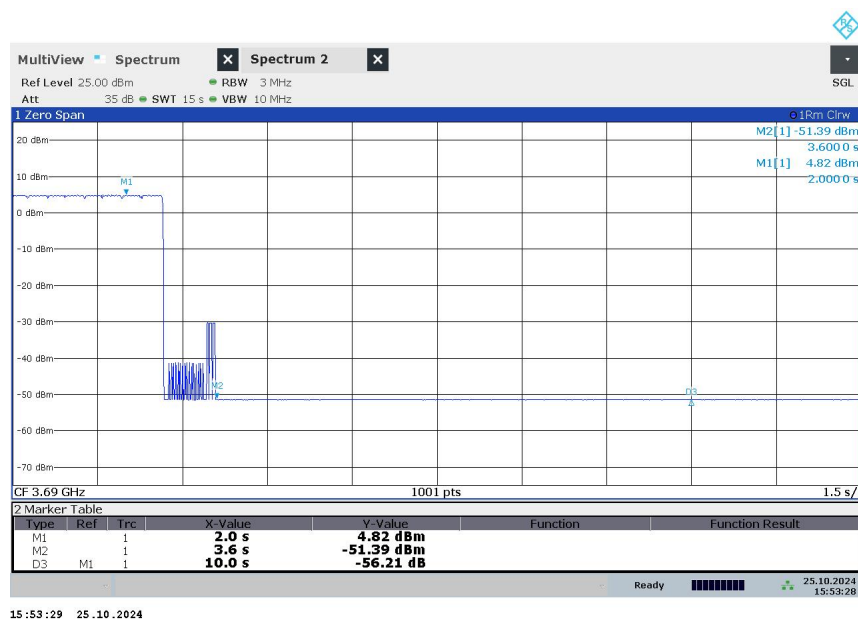 R&S
MultiView Spectrum Spectrum 2
Ref Level 25.00 dBm RBW 3 MHz SGL
Att 35 dB SWT 15 s VBW 10 MHz
1 Zero Span 1Rm Clrw
M2[1] -51.39 dBm
3.6000 s
M1[1] 4.82 dBm
2.0000 s
20 dBm
10 dBm
M1
0 dBm
-10 dBm
-20 dBm
-30 dBm
-40 dBm
M2 D3
-50 dBm
-60 dBm
-70 dBm
CF 3.69 GHz 1001 pts 1.5 s/
2 Marker Table
Type Ref Trc X-Value Y-Value Function Function Result
M1 1 2.0 s 4.82 dBm
M2 1 3.6 s -51.39 dBm
D3 M1 1 10.0 s -56.21 dB
Ready 25.10.2024
15:53:28
15:53:29 25.10.2024